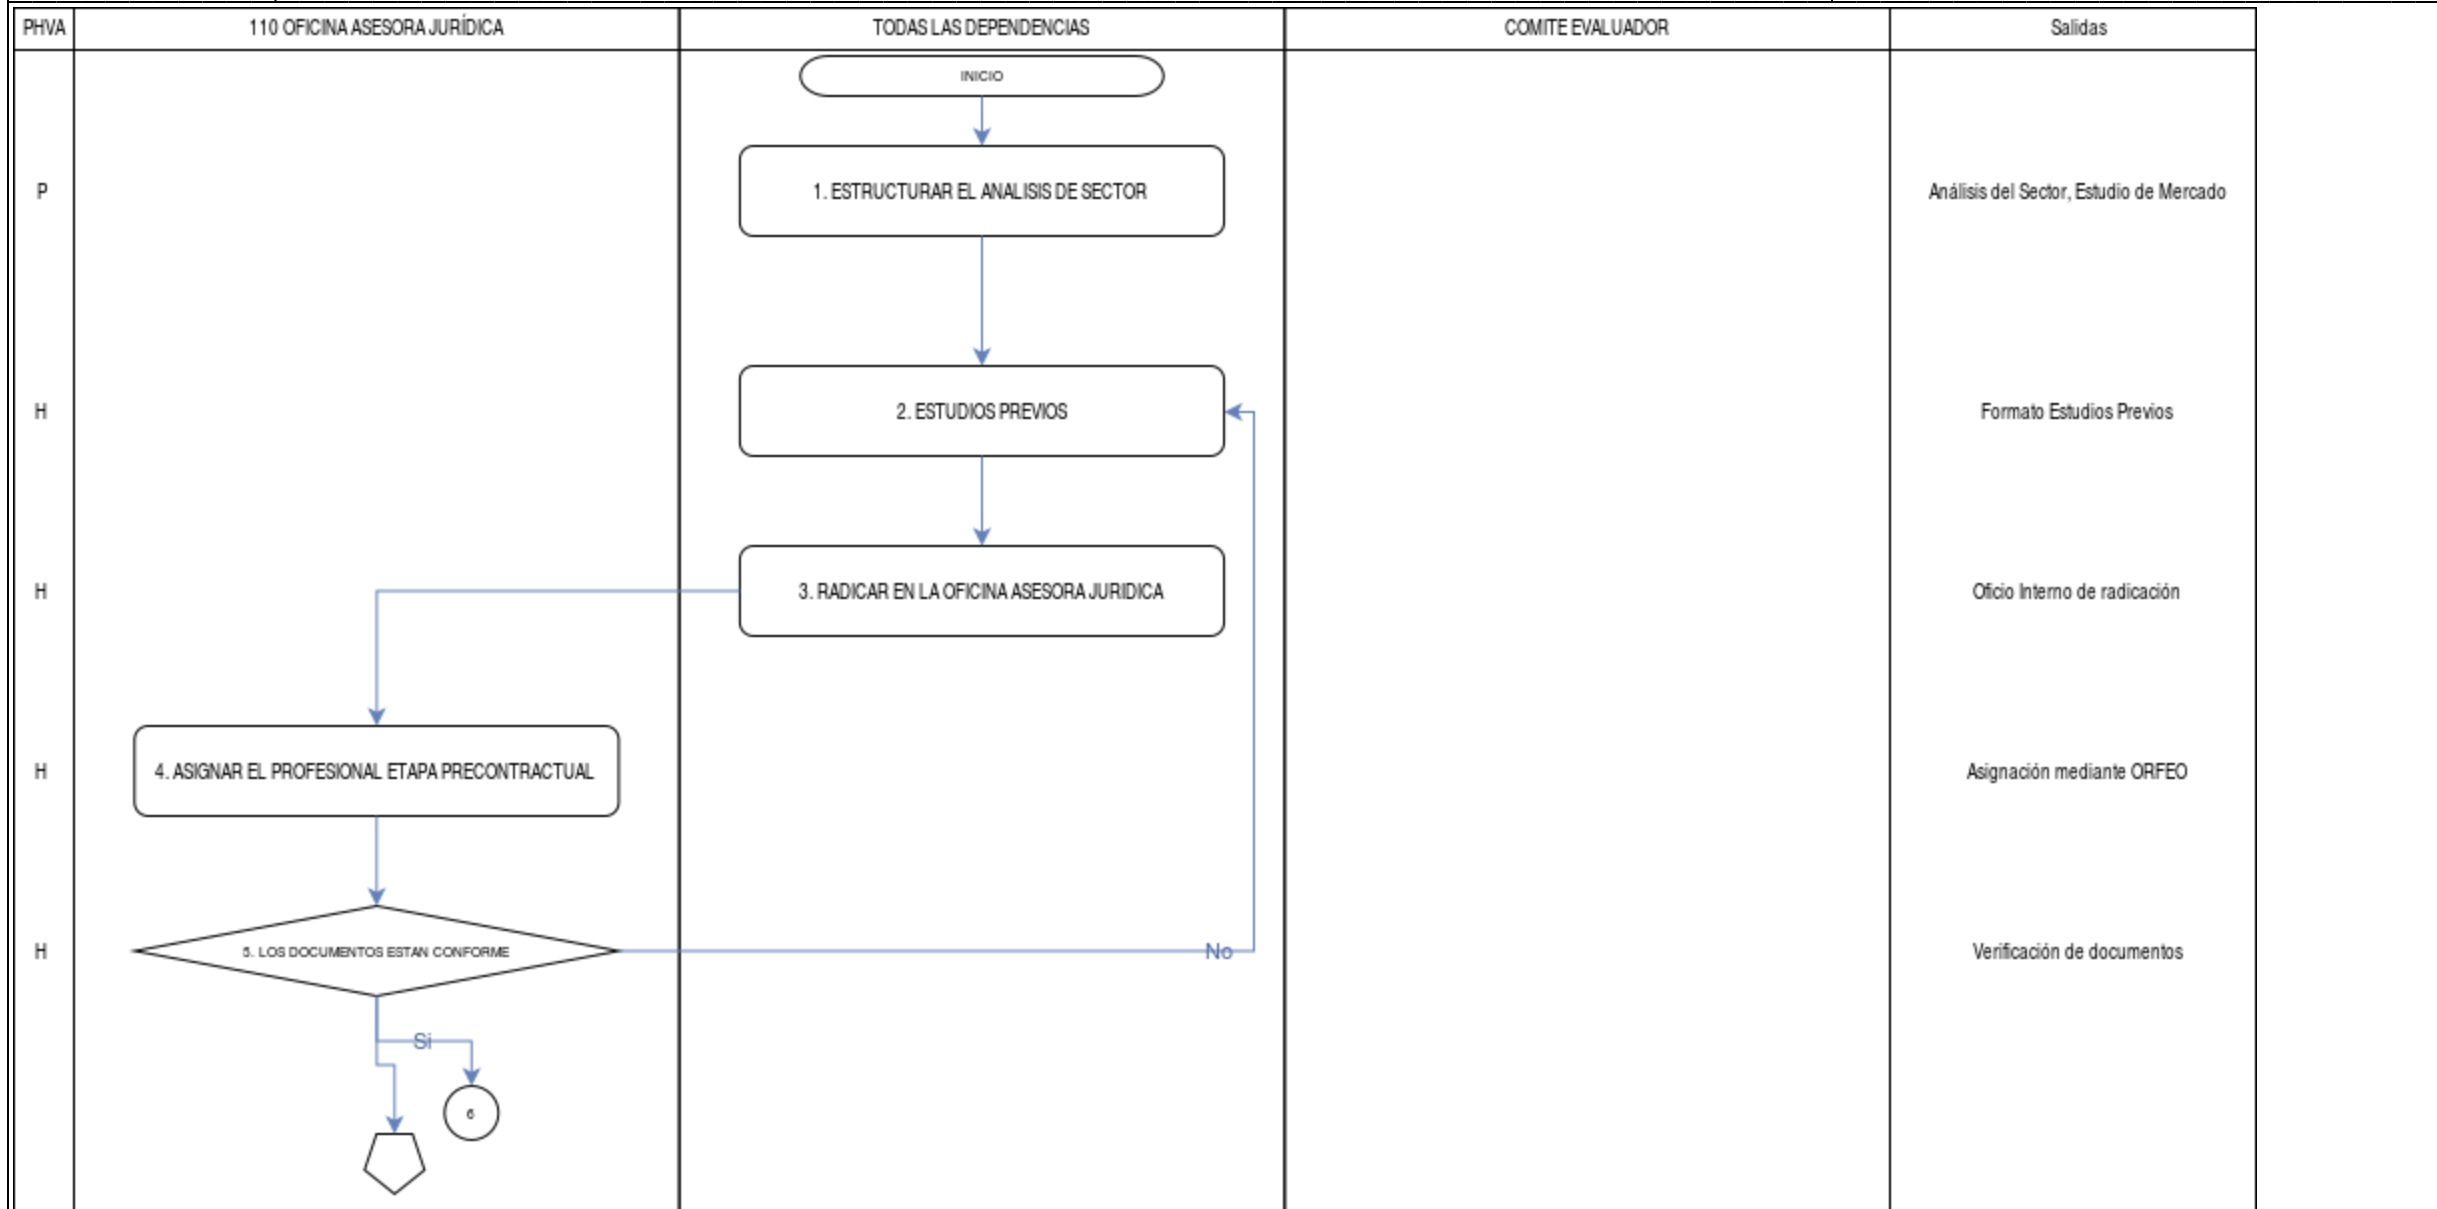 PHVA
110 OFICINA ASESORA JURÍDICA
TODAS LAS DEPENDENCIAS
COMITE EVALUADOR
Salidas
INICIO
P
1. ESTRUCTURAR EL ANALISIS DE SECTOR
Análisis del Sector, Estudio de Mercado
H
2. ESTUDIOS PREVIOS
Formato Estudios Previos
H
3. RADICAR EN LA OFICINA ASESORA JURIDICA
Oficio Interno de radicación
H
4. ASIGNAR EL PROFESIONAL ETAPA PRECONTRACTUAL
Asignación mediante ORFEO
H
5. LOS DOCUMENTOS ESTAN CONFORME
No
Verificación de documentos
Si
6